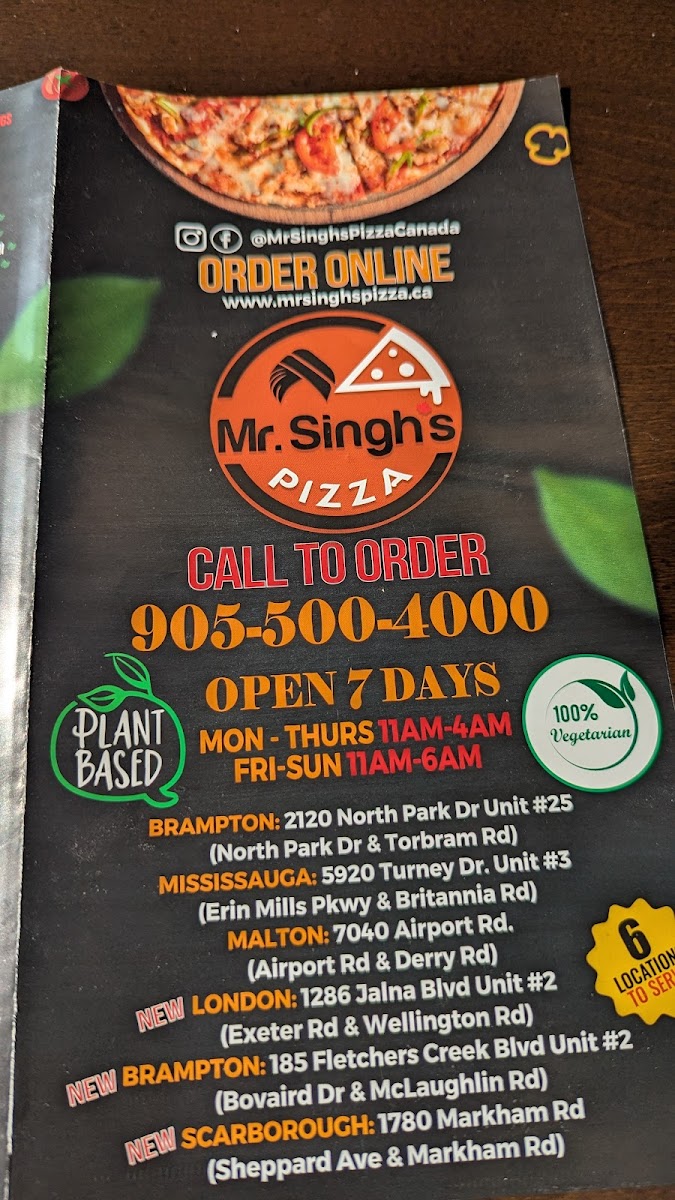 GS
@MrSinghsPizzaCanada
ORDER ONLINE
www.mrsinghspizza.ca
Mr. Singh's
PIZZA
CALL TO ORDER
905-500-4000
OPEN 7 DAYS
MON - THURS 11AM-4AM
FRI-SUN 11AM-6AM
PLANT
BASED
100%
Vegetarian
BRAMPTON: 2120 North Park Dr Unit #25
(North Park Dr & Torbram Rd)
MISSISSAUGA: 5920 Turney Dr. Unit #3
(Erin Mills Pkwy & Britannia Rd)
MALTON: 7040 Airport Rd.
(Airport Rd & Derry Rd)
6
LOCATION
TO SER
NEW LONDON: 1286 Jalna Blvd Unit #2
(Exeter Rd & Wellington Rd)
NEW BRAMPTON: 185 Fletchers Creek Blvd Unit #2
(Bovaird Dr & McLaughlin Rd)
NEW SCARBOROUGH: 1780 Markham Rd
(Sheppard Ave & Markham Rd)